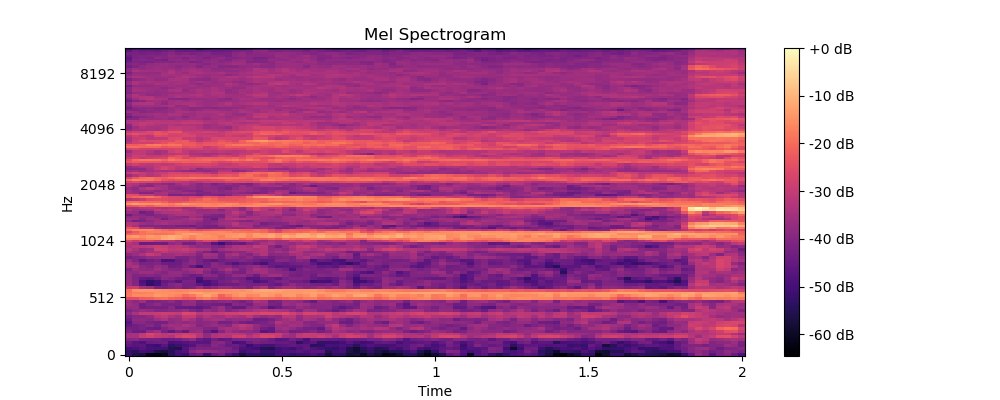 Mel Spectrogram
Hz
8192
4096
2048
1024
512
0
0
0.5
1
1.5
2
Time
+0 dB
-10 dB
-20 dB
-30 dB
-40 dB
-50 dB
-60 dB